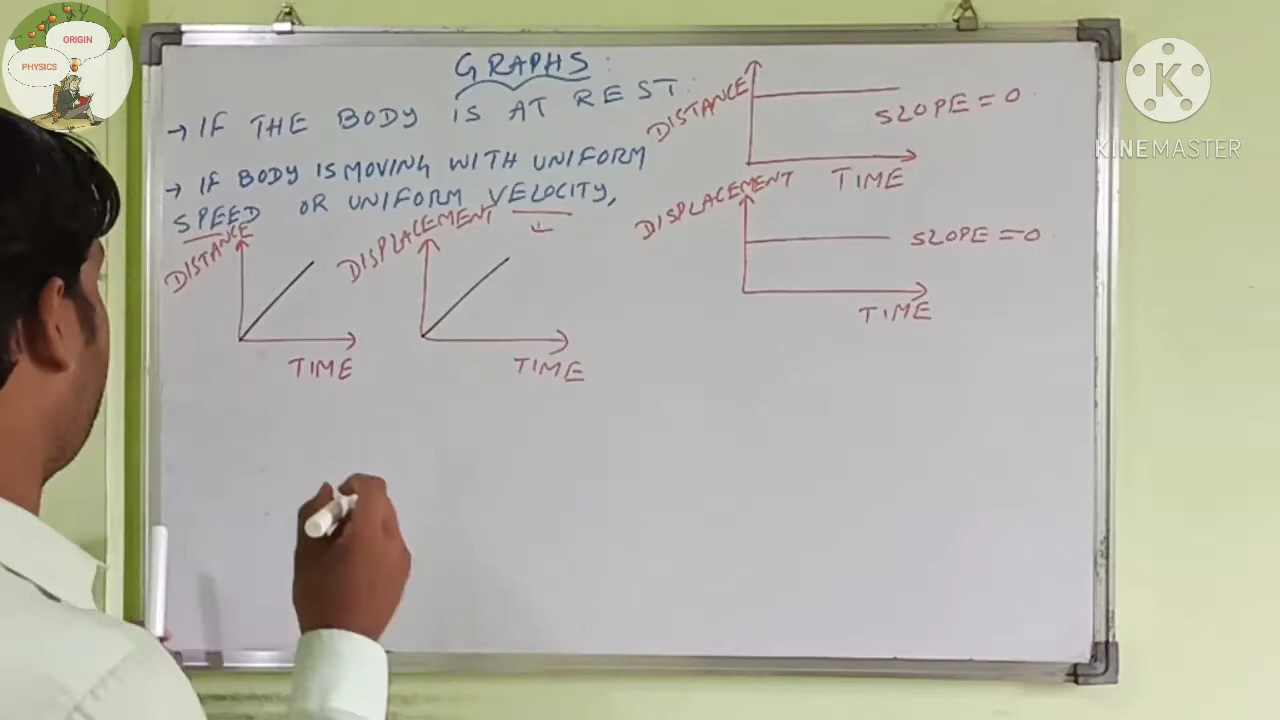 ORIGIN
PHYSICS
KINEMASTER
GRAPHS:
→ IF THE BODY IS AT REST:
→ IF BODY IS MOVING WITH UNIFORM
SPEED OR UNIFORM VELOCITY,
DISTANCE
TIME
SLOPE = 0
DISPLACEMENT
TIME
SLOPE = 0
DISTANCE
TIME
DISPLACEMENT
TIME